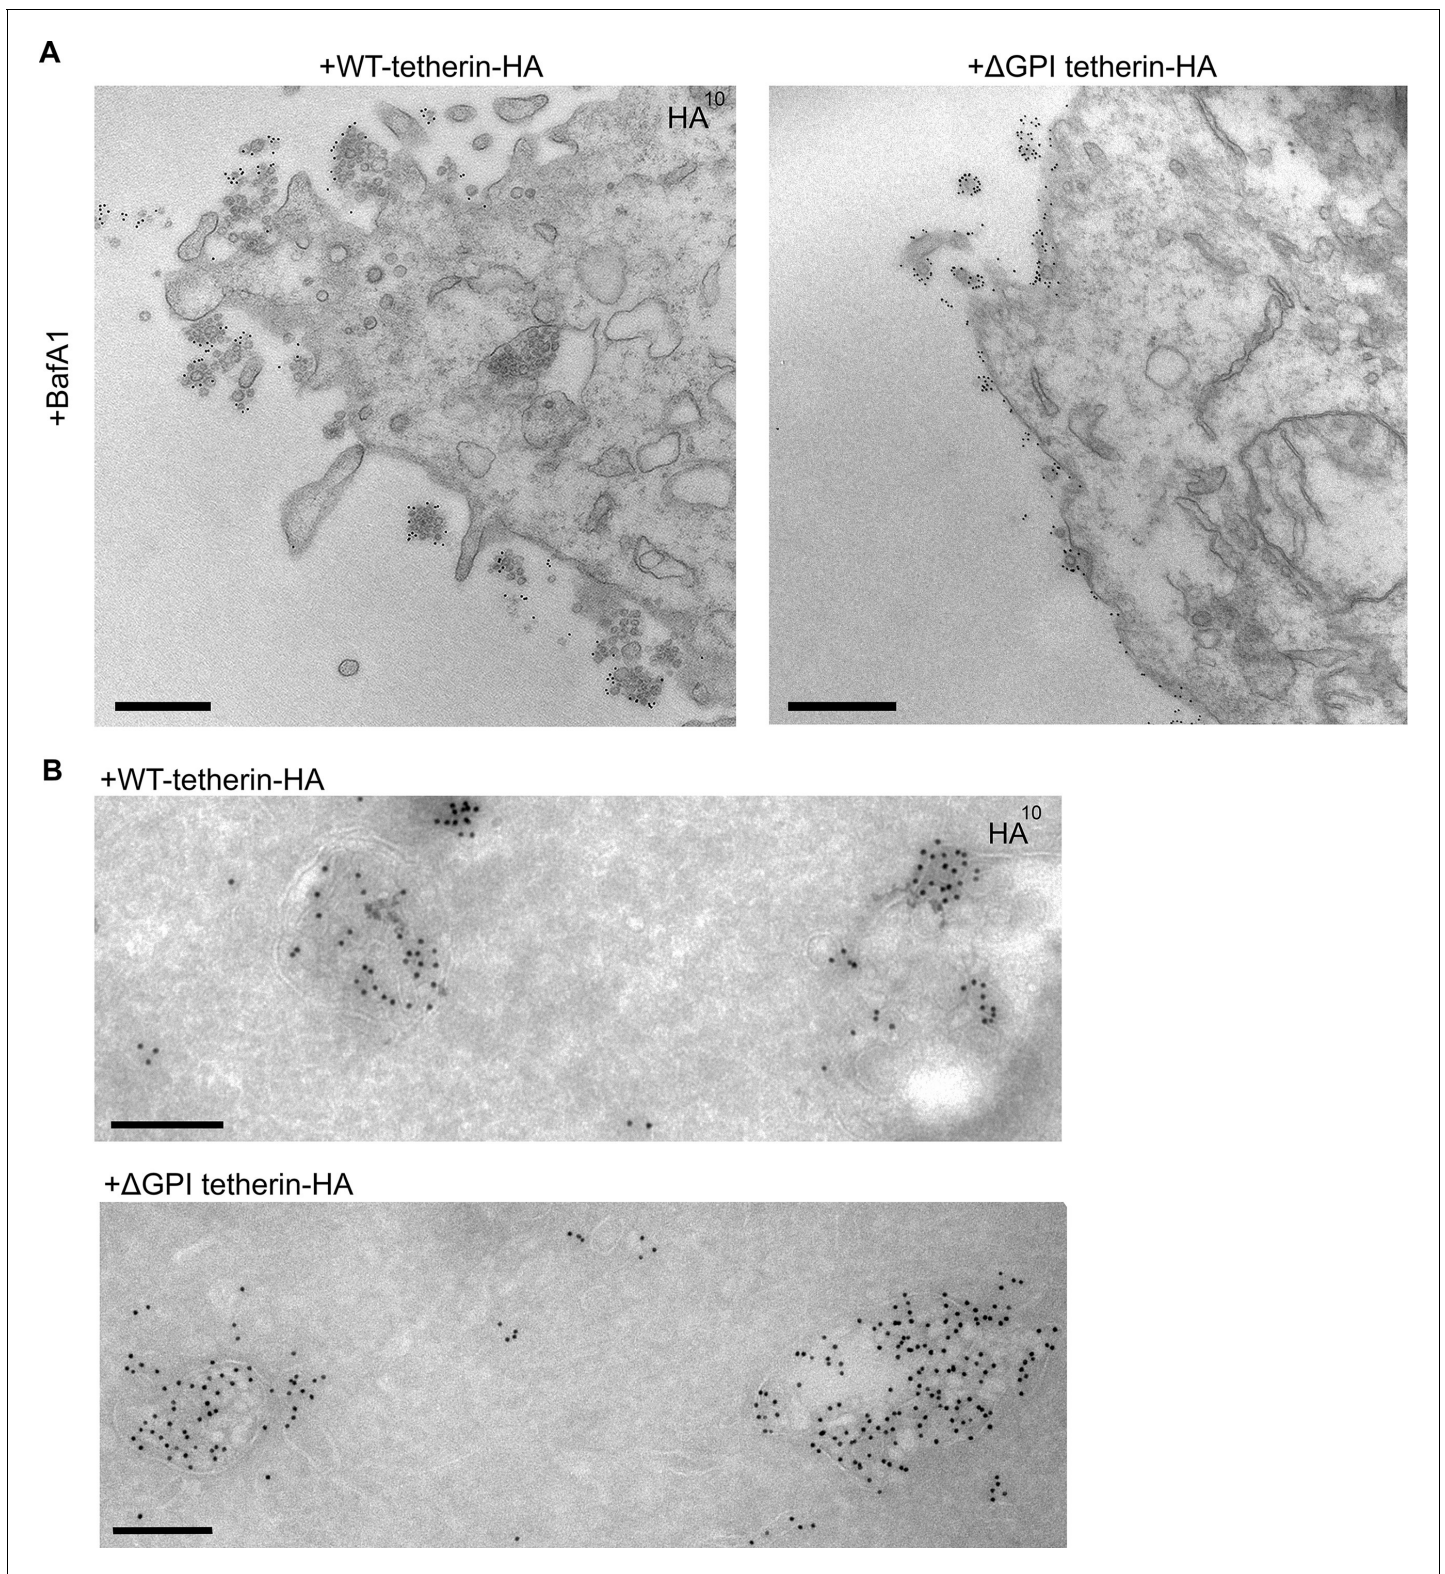 A
+WT-tetherin-HA
+ΔGPI tetherin-HA
HA10
+BafA1
B
+WT-tetherin-HA
HA10
+ΔGPI tetherin-HA